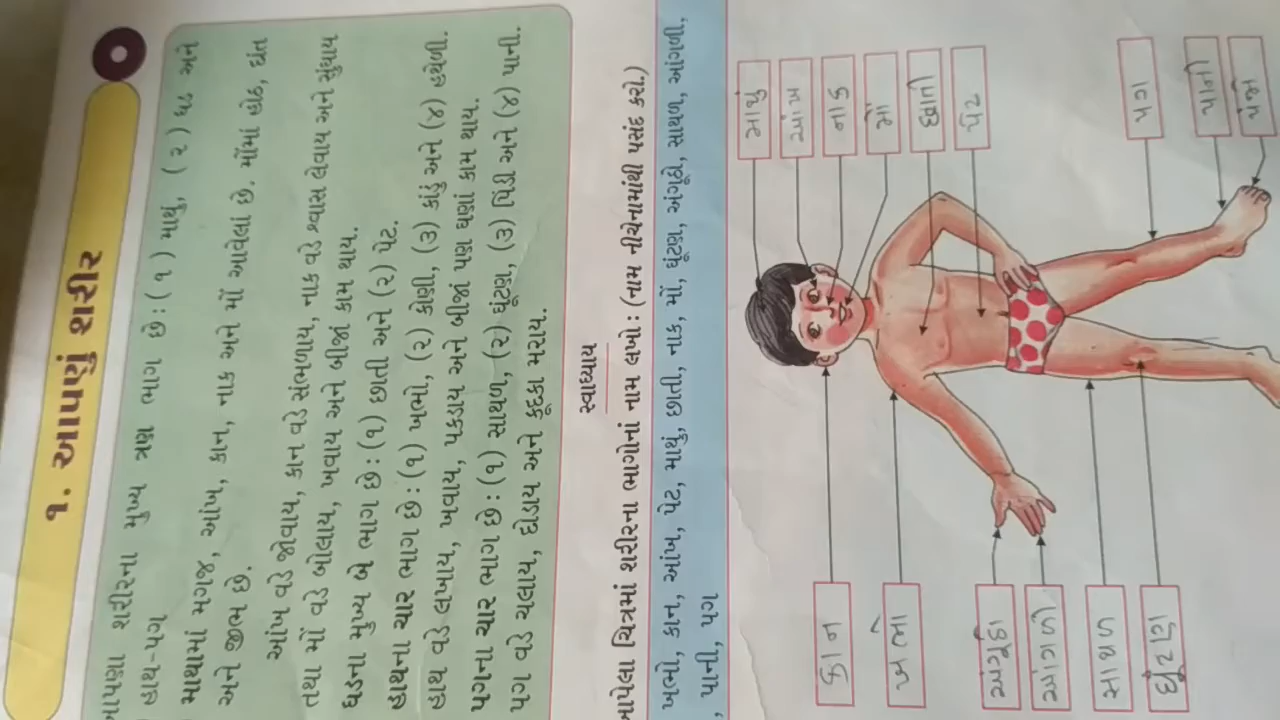 ૧. આપણું શરીર
આપણા શરીરના મુખ્ય ત્રણ ભાગ છે : (૧) માથું, (૨) ધડ અને
હાથ-પગ
માથામાં મગજ, આંખ, કાન, નાક અને મોં આવેલાં છે. મોંમાં હોઠ, દાંત
અને જીભ છે.
આંખ વડે જોવાય, કાન વડે સંભળાય, નાક વડે શ્વાસ લેવાય અને સૂંઘાય
તથા મોં વડે બોલાય, ખવાય અને બીજાં કામ થાય.
ધડના મુખ્ય બે ભાગ છે : (૧) છાતી અને (૨) પેટ.
હાથના ચાર ભાગ છે : (૧) ખભો, (૨) કોણી, (૩) કાંડું અને (૪) હથેળી.
હાથ વડે લખાય, ખવાય, પકડાય અને બીજાં પણ ઘણાં કામ થાય.
પગના ચાર ભાગ છે : (૧) સાથળ, (૨) ઘૂંટણ, (૩) પિંડી અને (૪) પાની.
પગ વડે ચલાય, દોડાય અને કૂદકા મરાય.
સ્વાધ્યાય
આપેલા ચિત્રમાં શરીરના ભાગોનાં નામ લખો : (નામ નીચેનામાંથી પસંદ કરો.)
ખભો, કાન, આંખ, પેટ, માથું, છાતી, નાક, મોં, ઘૂંટણ, અંગૂઠો, સાથળ, આંગળી,
, પાની, પગ
માથું
આંખ
નાક
મોં
છાતી
પેટ
પગ
પાની
પંજો
કાન
ખભો
અંગૂઠો
આંગળી
સાથળ
ઘૂંટણ